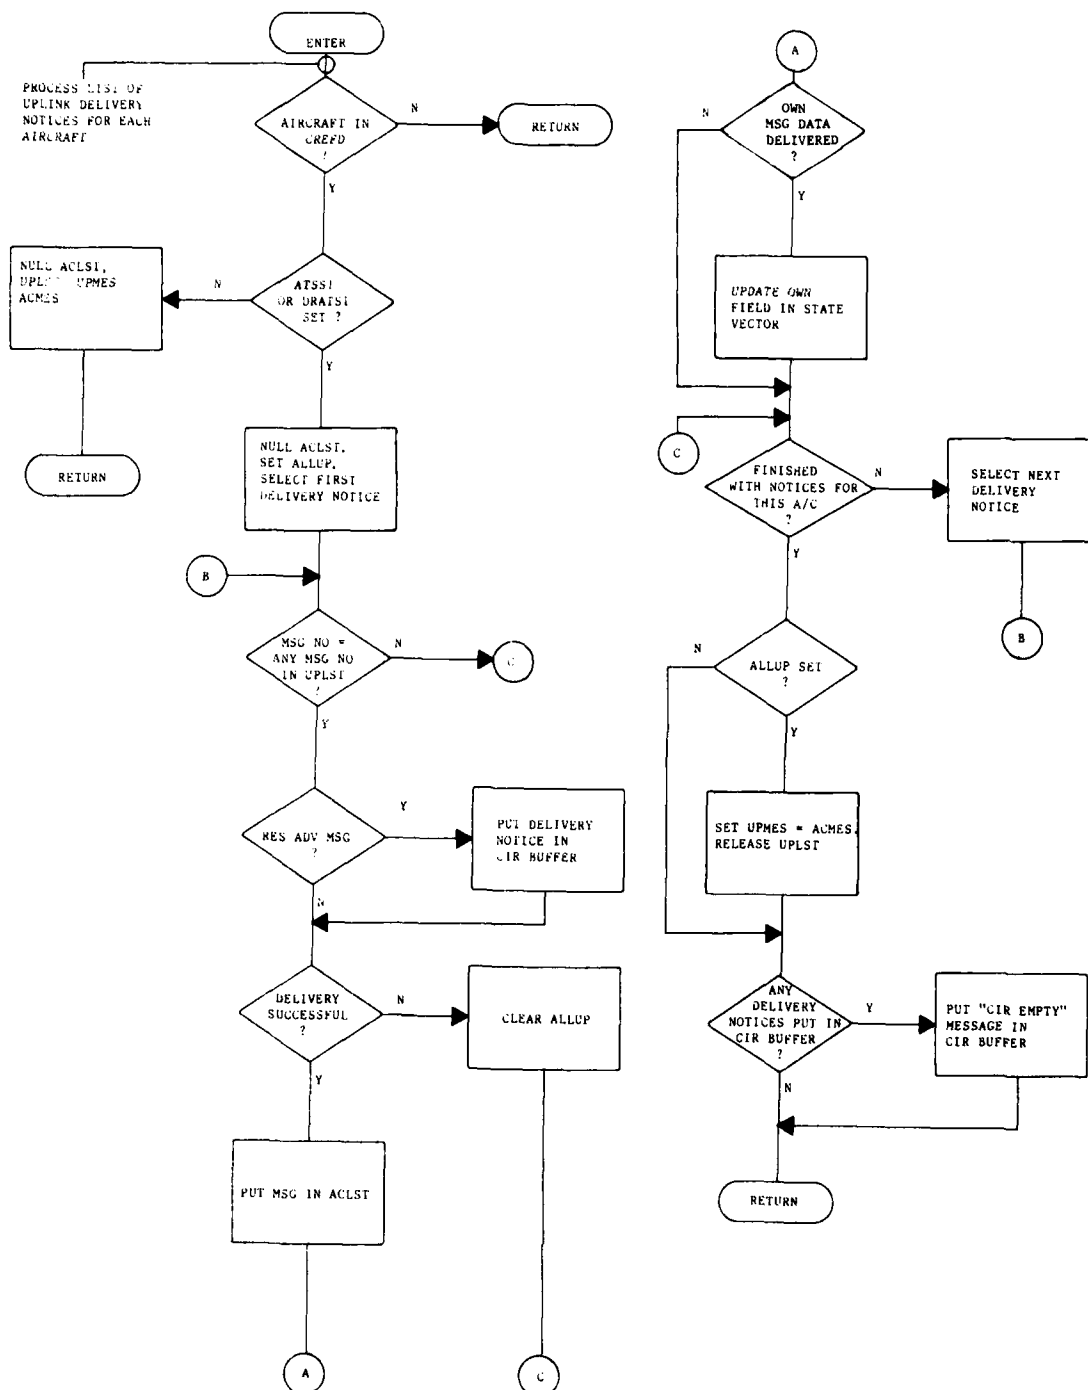 ENTER
PROCESS LIST OF
UPLINK DELIVERY
NOTICES FOR EACH
AIRCRAFT
AIRCRAFT IN
?
N
RETURN
Y
ATSSI
OR DRATSI
SET ?
N
NULL ACLST,
UPMES
ACMES
RETURN
Y
NULL ACLST,
SET ALLUP,
SELECT FIRST
DELIVERY NOTICE
B
MSG NO =
ANY MSG NO
IN UPLST
?
N
C
Y
RES ADV MSG
?
Y
PUT DELIVERY
NOTICE IN
CIR BUFFER
N
DELIVERY
SUCCESSFUL
?
N
CLEAR ALLUP
Y
PUT MSG IN ACLST
A
C
A
OWN
MSG DATA
DELIVERED
?
N
Y
UPDATE OWN
FIELD IN STATE
VECTOR
C
FINISHED
WITH NOTICES FOR
THIS A/C
?
N
SELECT NEXT
DELIVERY
NOTICE
B
Y
ALLUP SET
?
N
Y
SET UPMES = ACMES,
RELEASE UPLST
ANY
DELIVERY
NOTICES PUT IN
CIR BUFFER
?
Y
PUT "CIR EMPTY"
MESSAGE IN
CIR BUFFER
N
RETURN